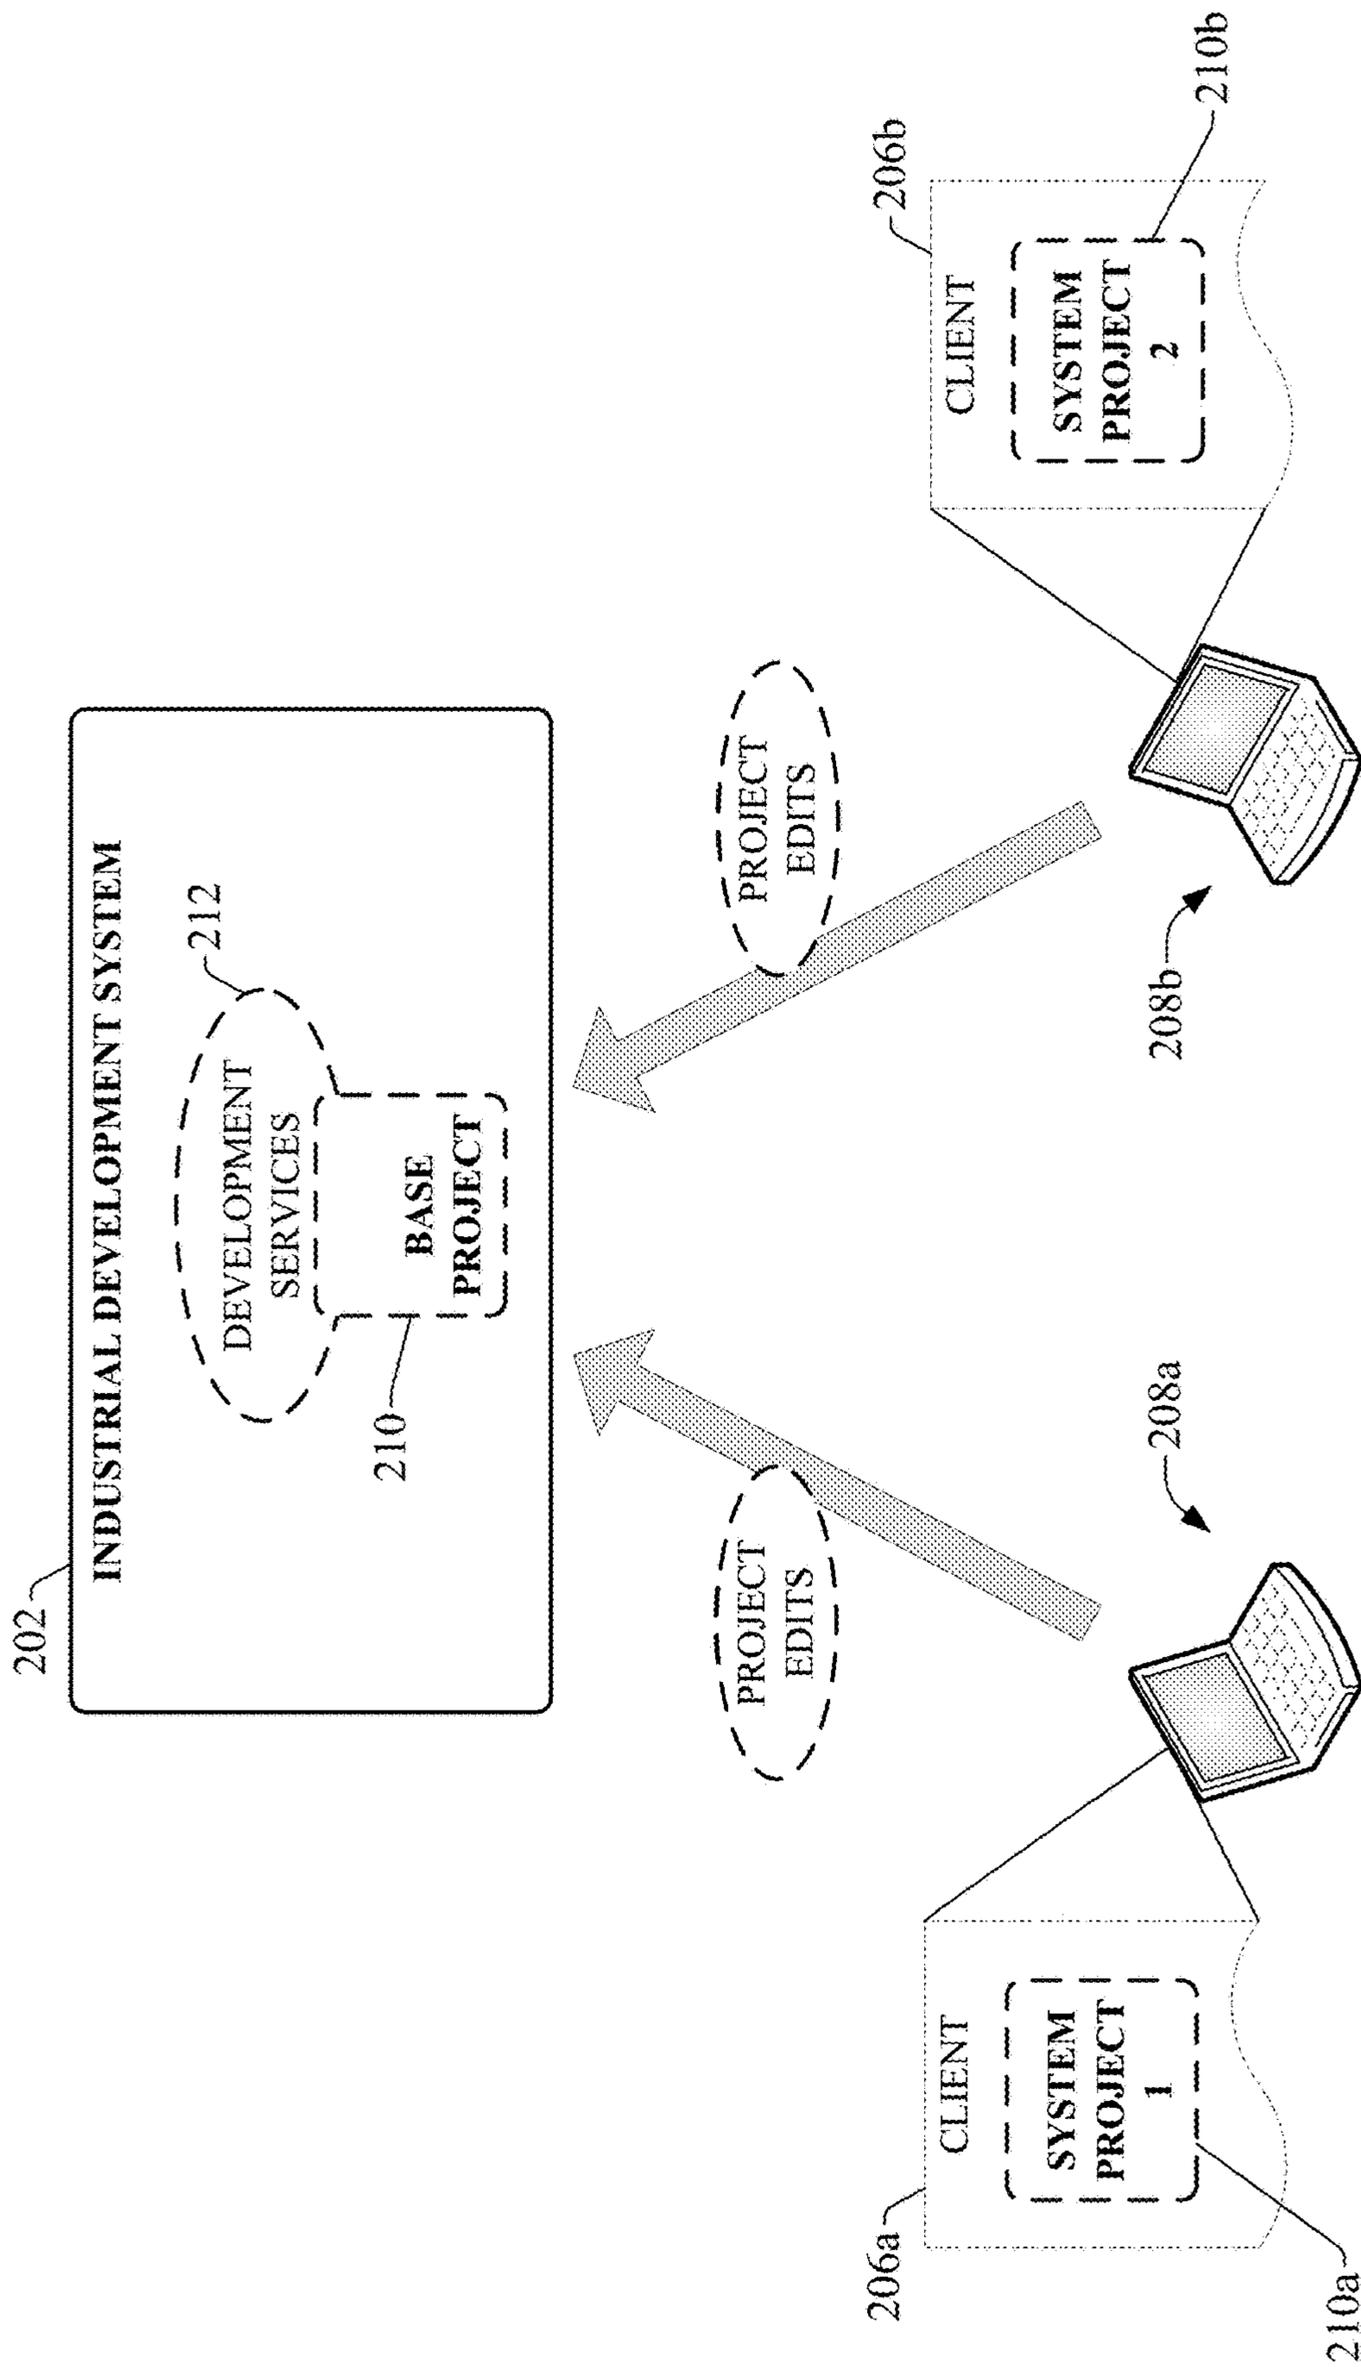 202
INDUSTRIAL DEVELOPMENT SYSTEM
212
DEVELOPMENT
SERVICES
210
BASE
PROJECT
PROJECT
EDITS
PROJECT
EDITS
206a
CLIENT
SYSTEM
PROJECT
1
210a
208a
208b
206b
CLIENT
SYSTEM
PROJECT
2
210b